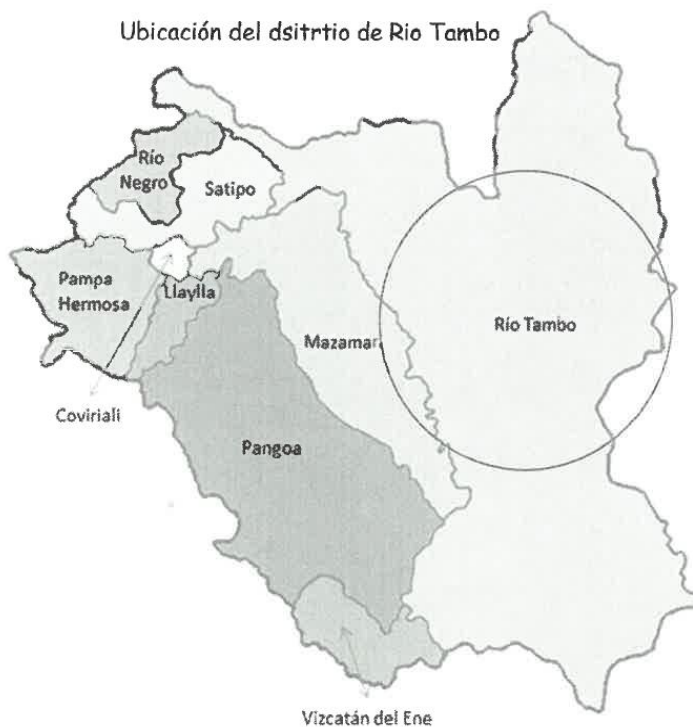 Ubicación del dsitrtio de Rio Tambo
Río
Negro
Satipo
Pampa
Hermosa
Llaylla
Mazamari
Río Tambo
Coviriali
Pangoa
Vizcatán del Ene